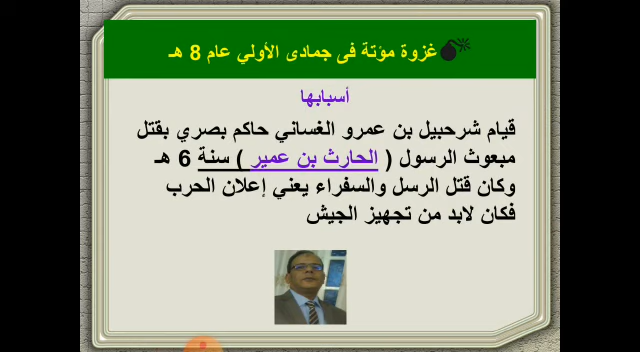 غزوة مؤتة فى جمادى الأولي عام 8 هـ
أسبابها
قيام شرحبيل بن عمرو الغساني حاكم بصري بقتل
مبعوث الرسول ( الحارث بن عمير ) سنة 6 هـ
وكان قتل الرسل والسفراء يعني إعلان الحرب
فكان لابد من تجهيز الجيش